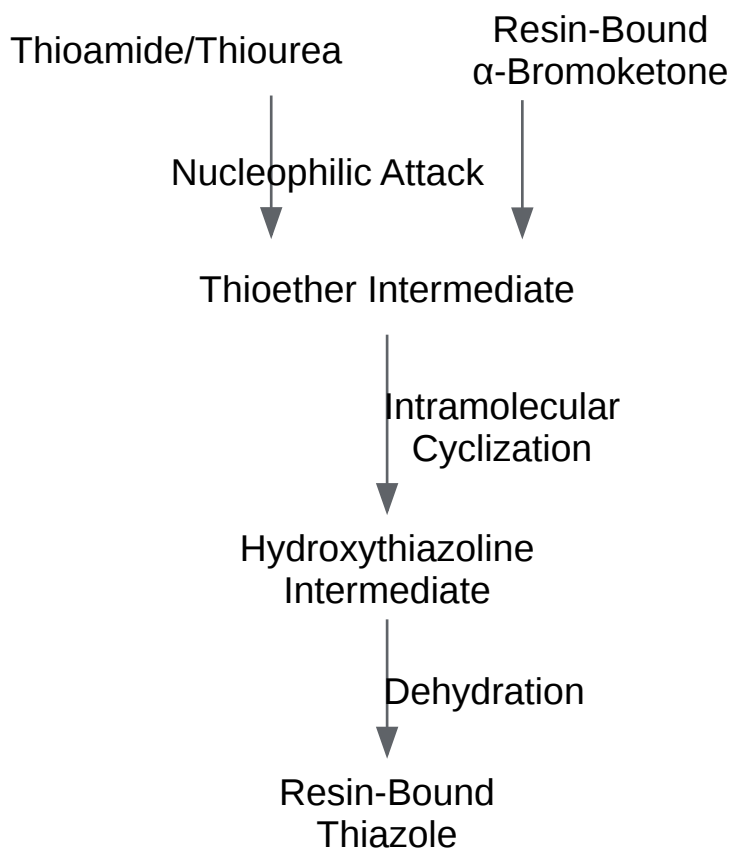 Thioamide/Thiourea
Resin-Bound
α-Bromoketone
Nucleophilic Attack
Thioether Intermediate
Intramolecular
Cyclization
Hydroxythiazoline
Intermediate
Dehydration
Resin-Bound
Thiazole